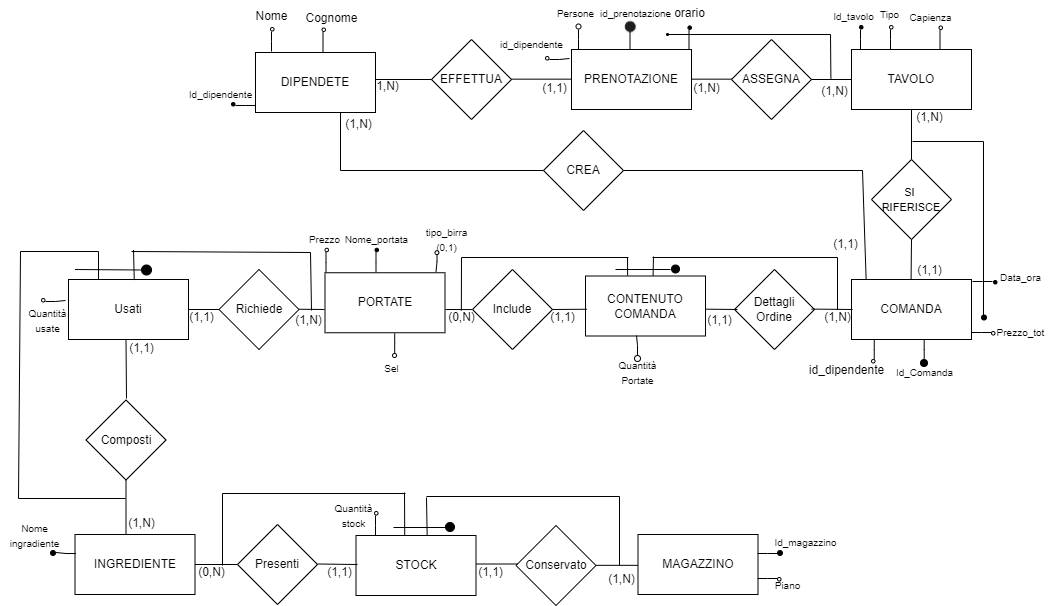 Nome
Cognome
Persone
id_prenotazione
orario
Id_tavolo
Tipo
Capienza
id_dipendente
DIPENDETE
EFFETTUA
PRENOTAZIONE
ASSEGNA
TAVOLO
1,N)
(1,1)
(1,N)
(1,N)
Id_dipendente
(1,N)
(1,N)
CREA
SI
RIFERISCE
tipo_birra
(0,1)
Prezzo
Nome_portata
(1,1)
(1,1)
Data_ora
Quantità
usate
Usati
Richiede
PORTATE
Include
CONTENUTO
COMANDA
Dettagli
Ordine
COMANDA
(1,1)
(1,N)
(0,N)
(1,1)
(1,1)
(1,N)
Prezzo_tot
(1,1)
Sel
Quantità
Portate
id_dipendente
Id_Comanda
Composti
(1,N)
Nome
ingradiente
Quantità
stock
Id_magazzino
INGREDIENTE
Presenti
STOCK
Conservato
MAGAZZINO
(0,N)
(1,1)
(1,1)
(1,N)
Piano